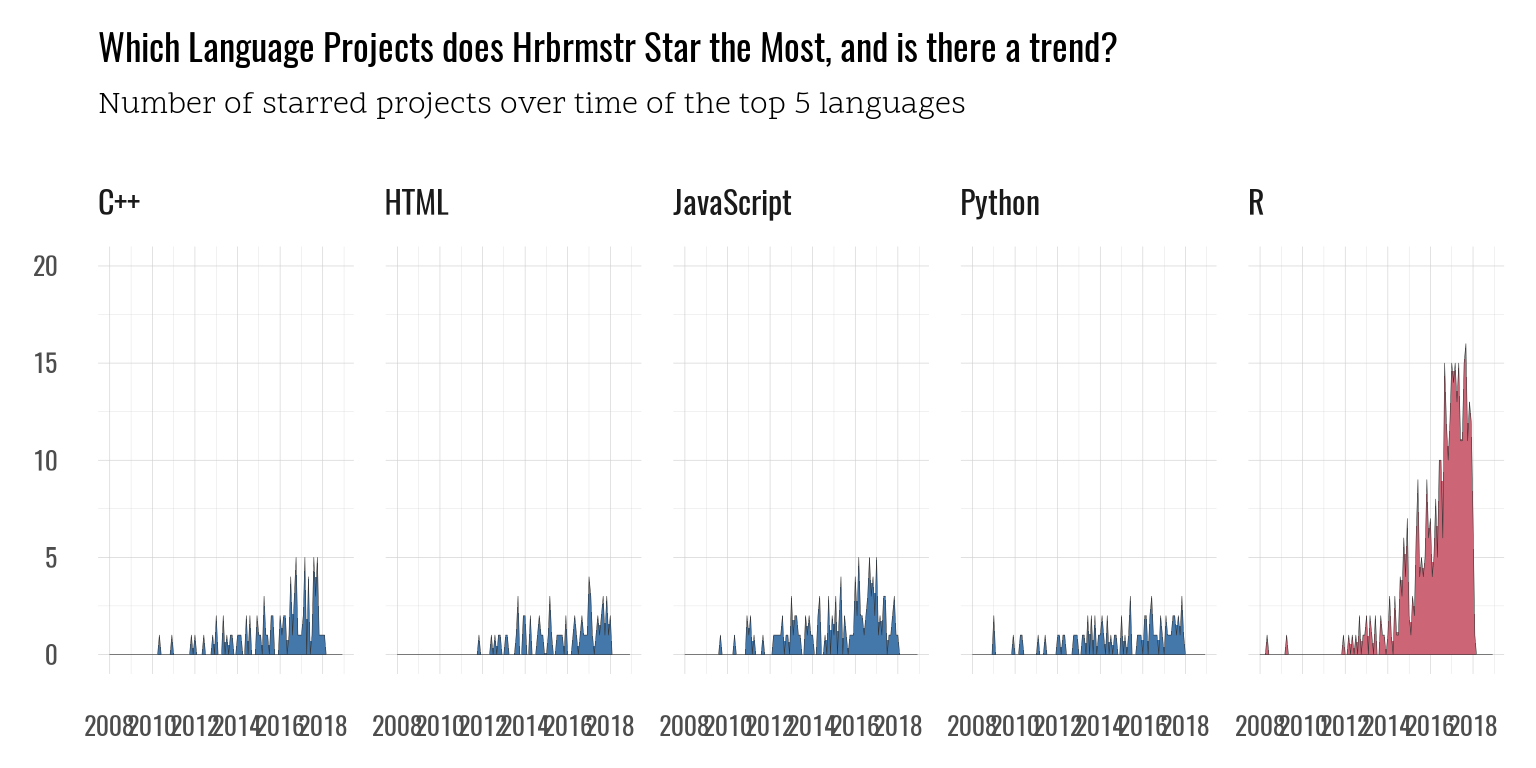 Which Language Projects does Hrbrmstr Star the Most, and is there a trend?
Number of starred projects over time of the top 5 languages
C++ HTML JavaScript Python R
20
15
10
5
0
2008 2010 2012 2014 2016 2018 2008 2010 2012 2014 2016 2018 2008 2010 2012 2014 2016 2018 2008 2010 2012 2014 2016 2018 2008 2010 2012 2014 2016 2018